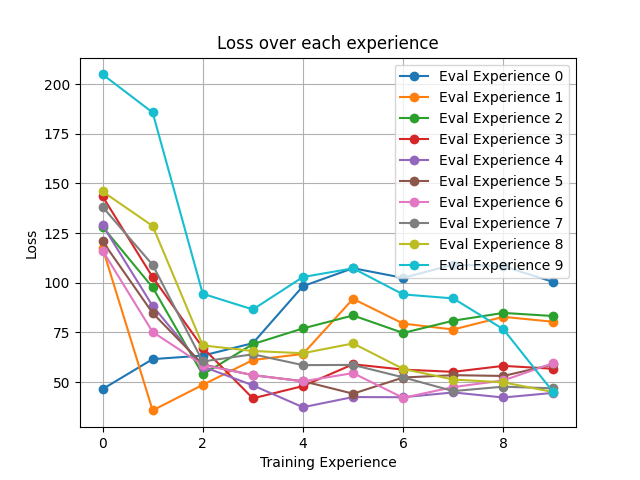 Loss over each experience
Loss
200
175
150
125
100
75
50
0
2
4
6
8
Training Experience
Eval Experience 0
Eval Experience 1
Eval Experience 2
Eval Experience 3
Eval Experience 4
Eval Experience 5
Eval Experience 6
Eval Experience 7
Eval Experience 8
Eval Experience 9